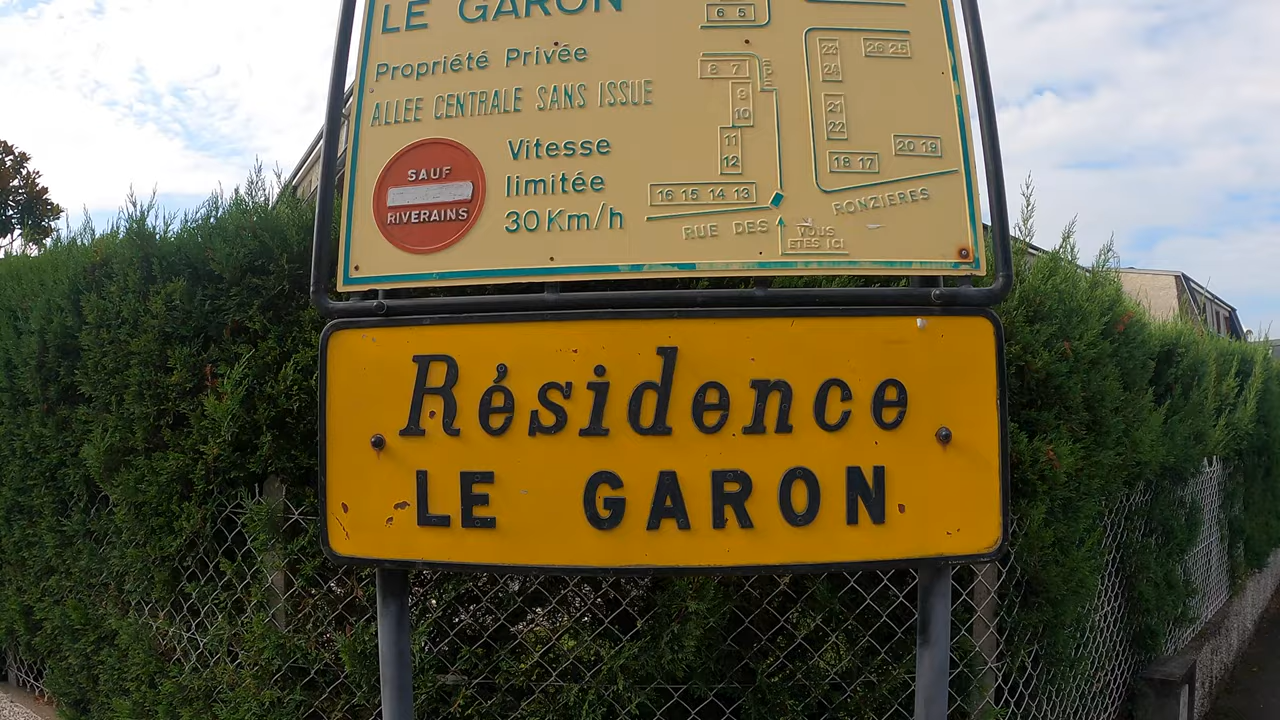 LE GARON
Propriété Privée
ALLEE CENTRALE SANS ISSUE
SAUF
RIVERAINS
Vitesse
limitée
30 Km/h
6 5
8 7
9
10
11
12
16 15 14 13
23
24
26 25
21
22
20 19
18 17
RUE DES RONZIERES
VOUS
ETES ICI
Résidence
LE GARON